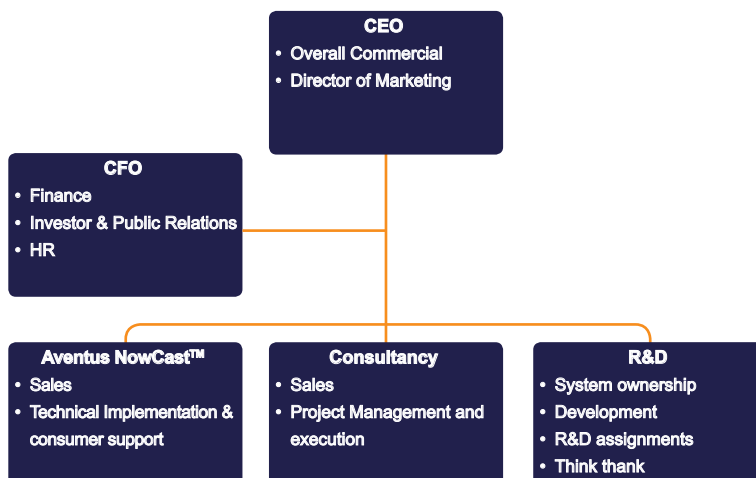 CEO
• Overall Commercial
• Director of Marketing
CFO
• Finance
• Investor & Public Relations
• HR
Aventus NowCast™
• Sales
• Technical Implementation &
consumer support
Consultancy
• Sales
• Project Management and
execution
R&D
• System ownership
• Development
• R&D assignments
• Think thank